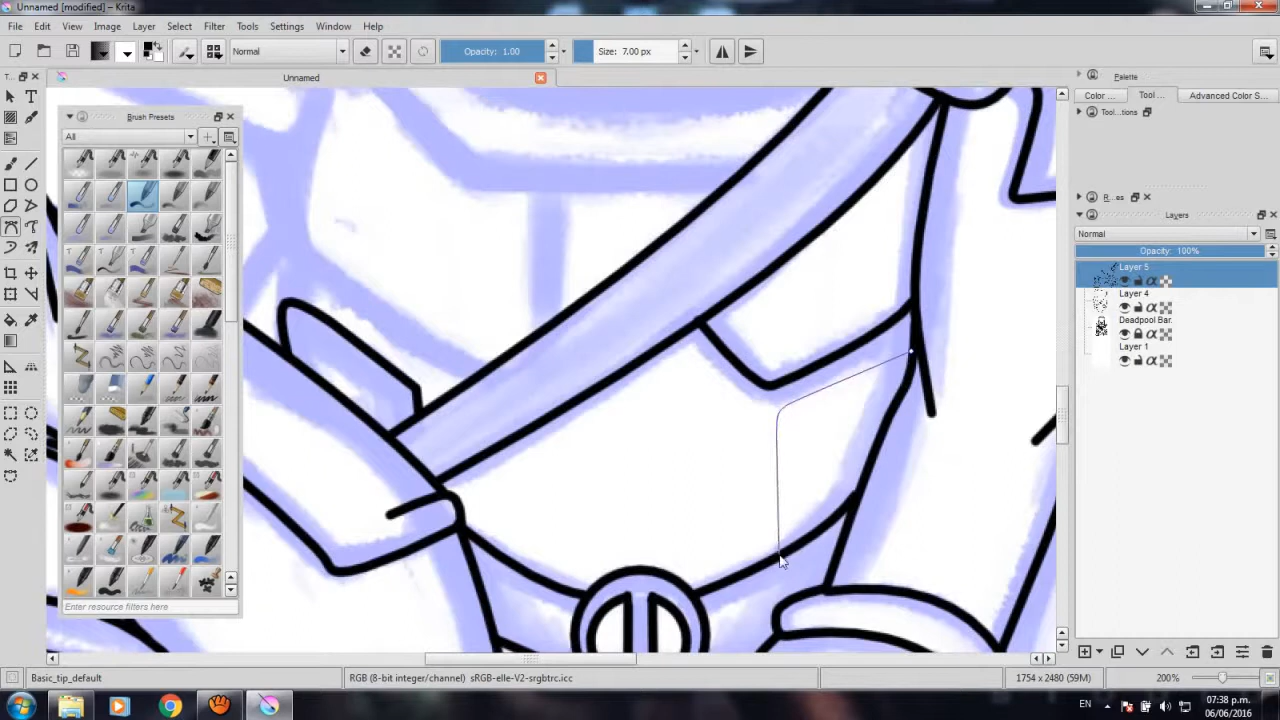 Unnamed [modified] – Krita
File Edit View Image Layer Select Filter Tools Settings Window Help
Normal Opacity: 1.00 Size: 7.00 px
Unnamed
T...
Brush Presets
All
Enter resource filters here
Palette
Color ... Tool ... Advanced Color S...
Tool...tions
R...es
Layers
Normal
Opacity: 100%
Layer 5
Layer 4
Deadpool Bar.
Layer 1
Basic_tip_default RGB (8-bit integer/channel) sRGB-elle-V2-srgbtrc.icc 1754 x 2480 (59M) 200%
EN 07:38 p.m.
06/06/2016